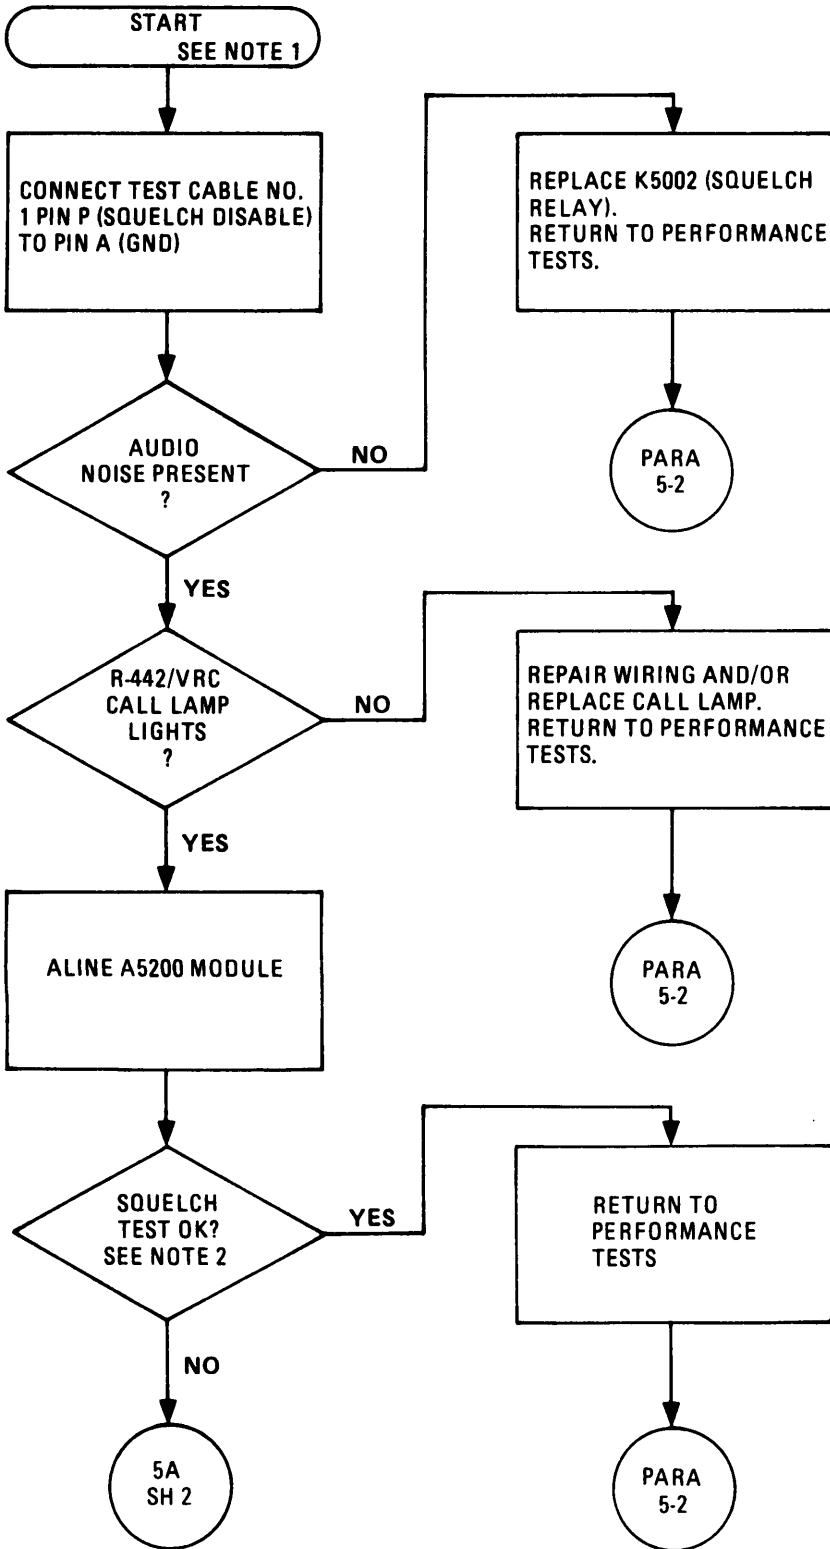 START
SEE NOTE 1
CONNECT TEST CABLE NO.
1 PIN P (SQUELCH DISABLE)
TO PIN A (GND)
REPLACE K5002 (SQUELCH
RELAY).
RETURN TO PERFORMANCE
TESTS.
AUDIO
NOISE PRESENT
?
NO
PARA
5-2
YES
R-442/VRC
CALL LAMP
LIGHTS
?
NO
REPAIR WIRING AND/OR
REPLACE CALL LAMP.
RETURN TO PERFORMANCE
TESTS.
YES
ALINE A5200 MODULE
PARA
5-2
SQUELCH
TEST OK?
SEE NOTE 2
YES
RETURN TO
PERFORMANCE
TESTS
NO
5A
SH 2
PARA
5-2